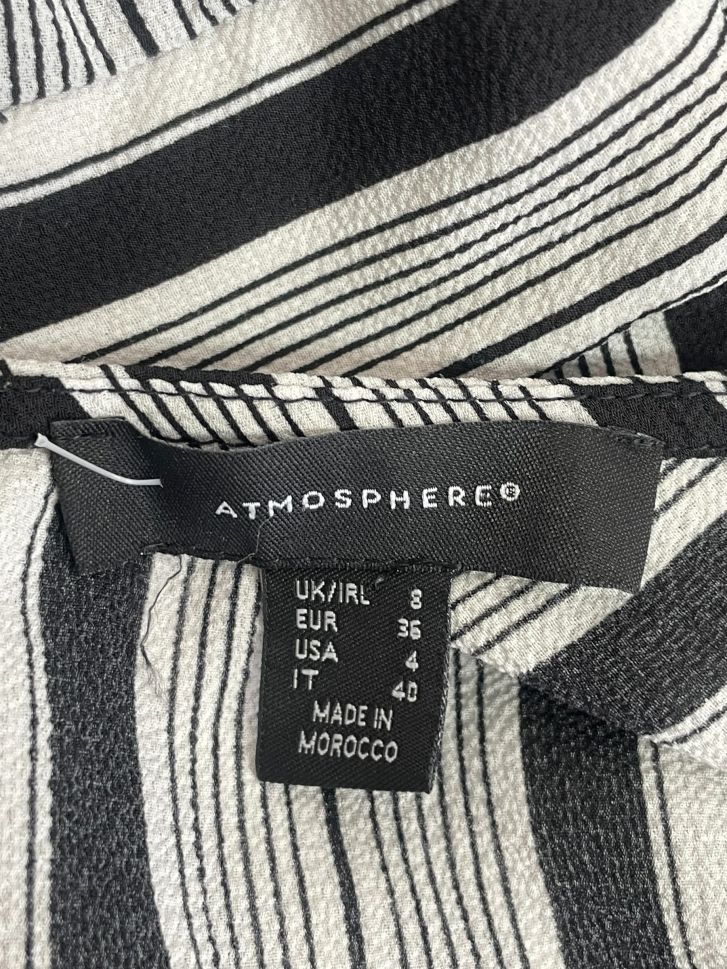 ATMOSPHERE®
UK/IRL 8
EUR 36
USA 4
IT 40
MADE IN
MOROCCO